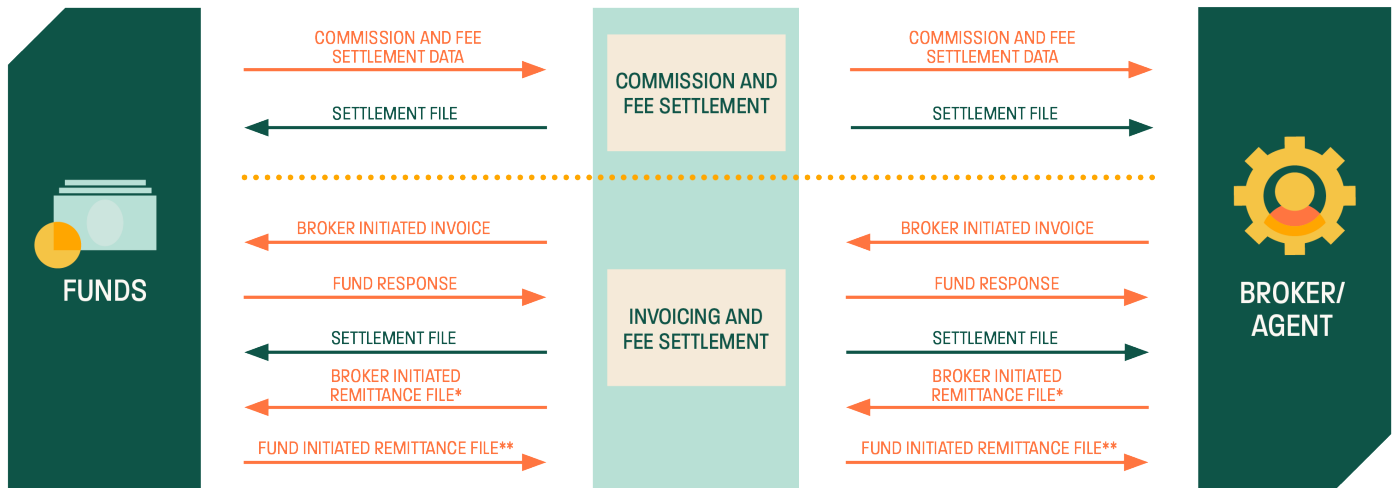 COMMISSION AND FEE
SETTLEMENT DATA
SETTLEMENT FILE
COMMISSION AND
FEE SETTLEMENT
COMMISSION AND FEE
SETTLEMENT DATA
SETTLEMENT FILE
FUNDS
BROKER INITIATED INVOICE
FUND RESPONSE
SETTLEMENT FILE
BROKER INITIATED
REMITTANCE FILE*
FUND INITIATED REMITTANCE FILE**
INVOICING AND
FEE SETTLEMENT
BROKER INITIATED INVOICE
FUND RESPONSE
SETTLEMENT FILE
BROKER INITIATED
REMITTANCE FILE*
FUND INITIATED REMITTANCE FILE**
BROKER/
AGENT